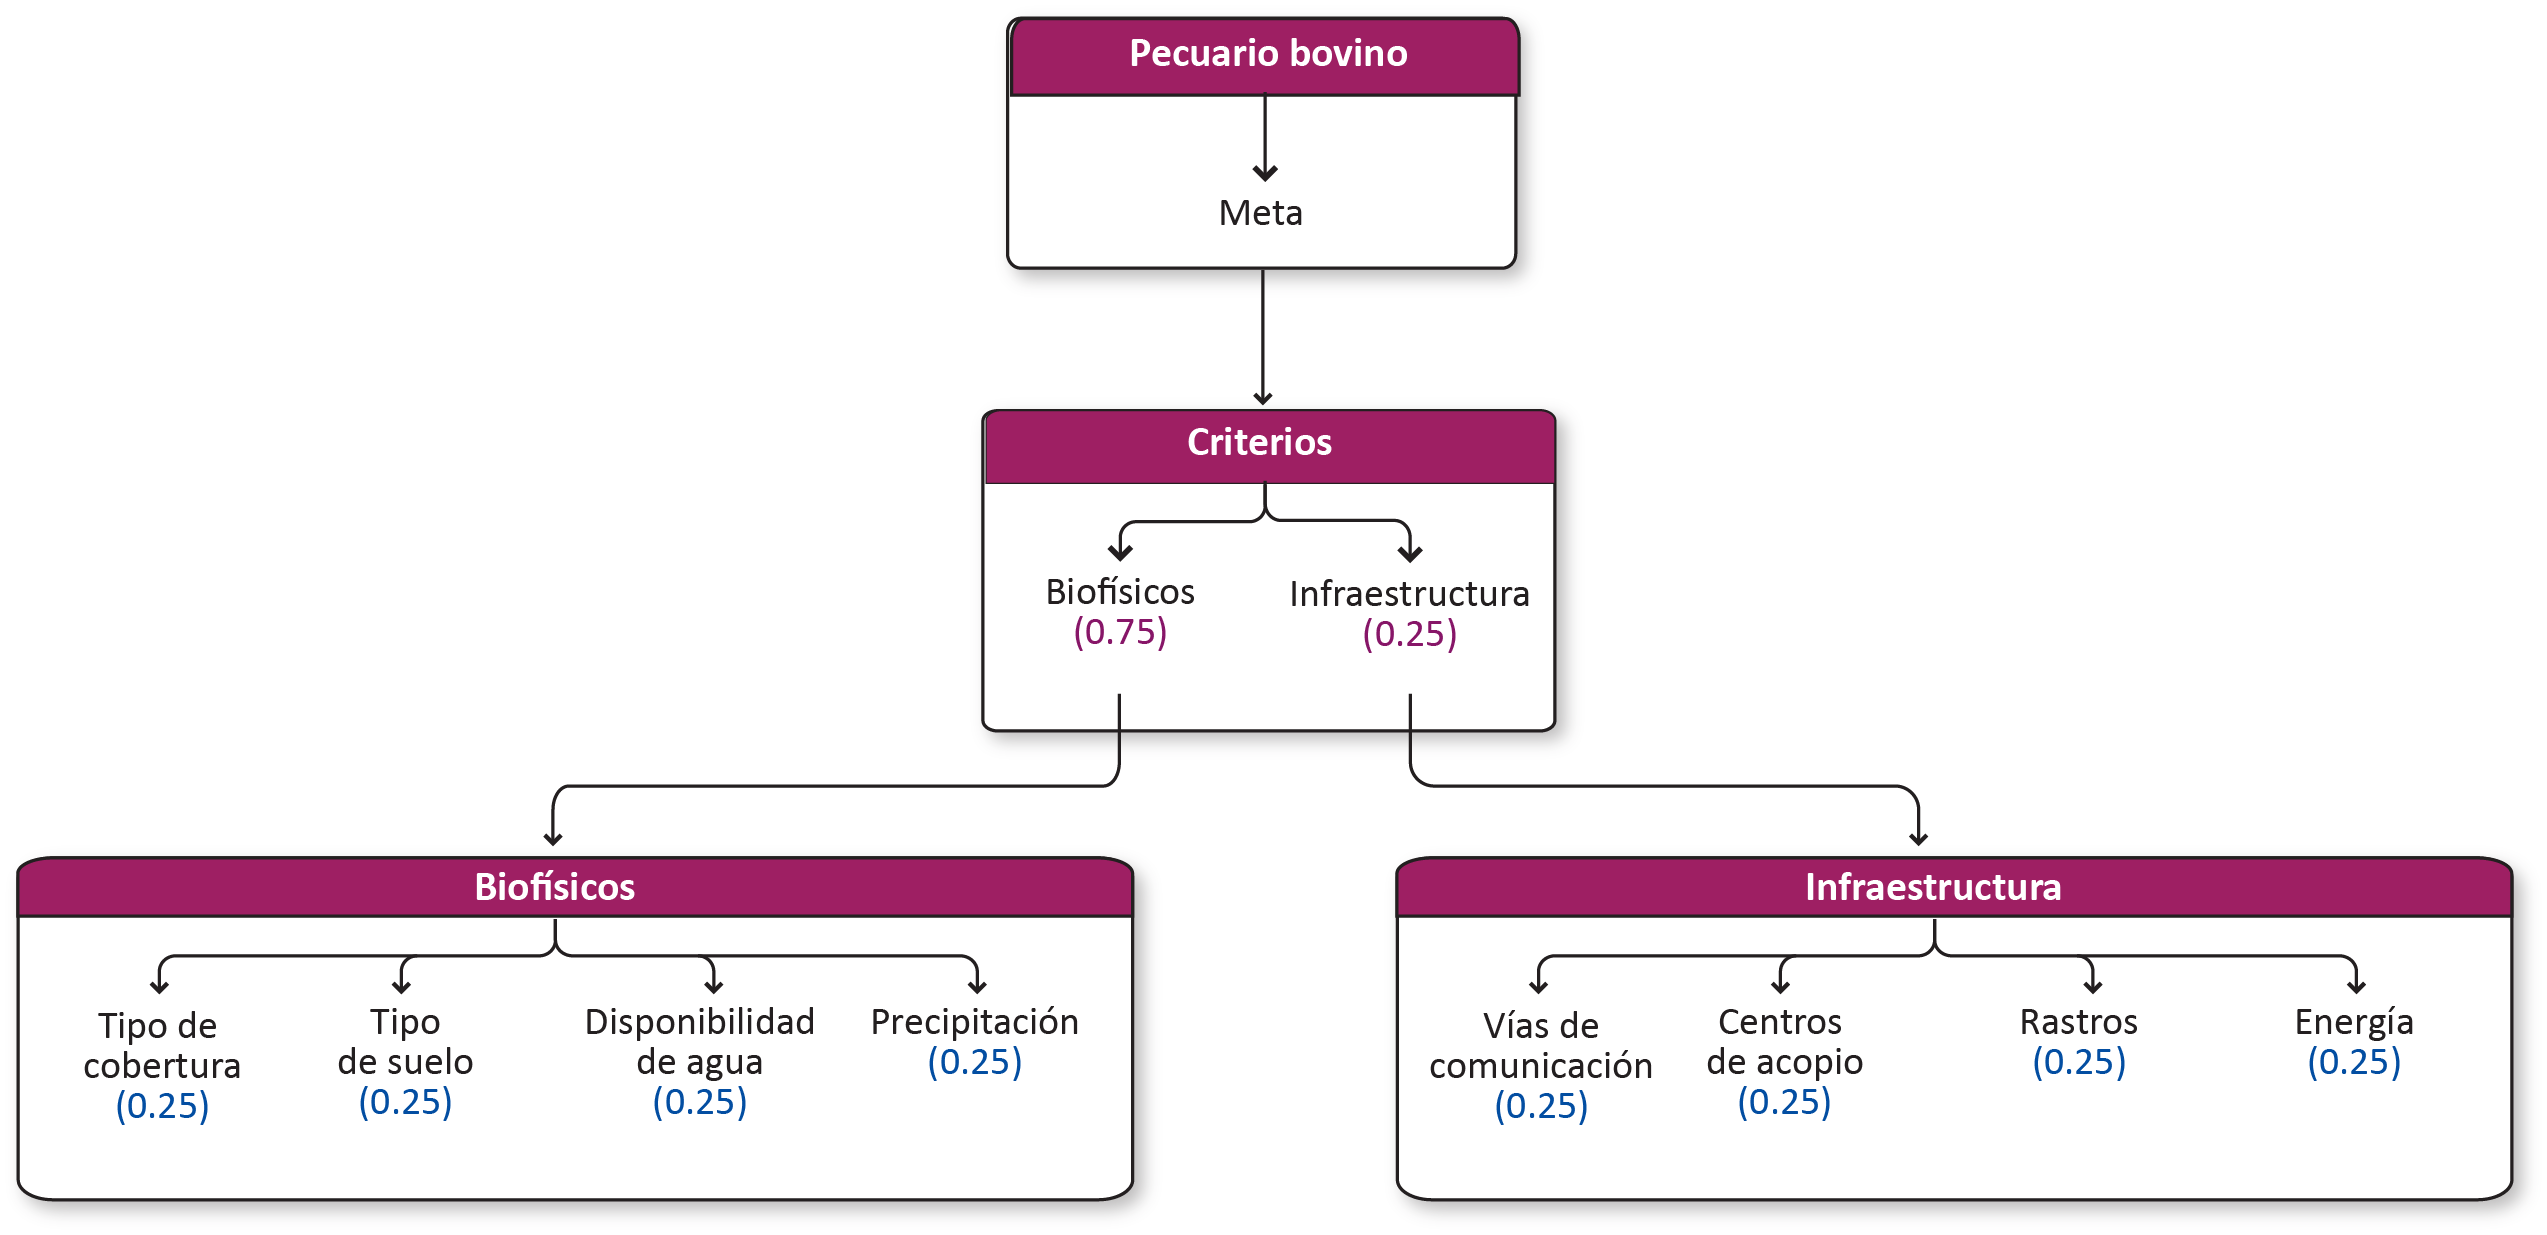 Pecuario bovino
Meta
Criterios
Biofísicos
(0.75)
Infraestructura
(0.25)
Biofísicos
Tipo de
cobertura
(0.25)
Tipo
de suelo
(0.25)
Disponibilidad
de agua
(0.25)
Precipitación
(0.25)
Infraestructura
Vías de
comunicación
(0.25)
Centros
de acopio
(0.25)
Rastros
(0.25)
Energía
(0.25)